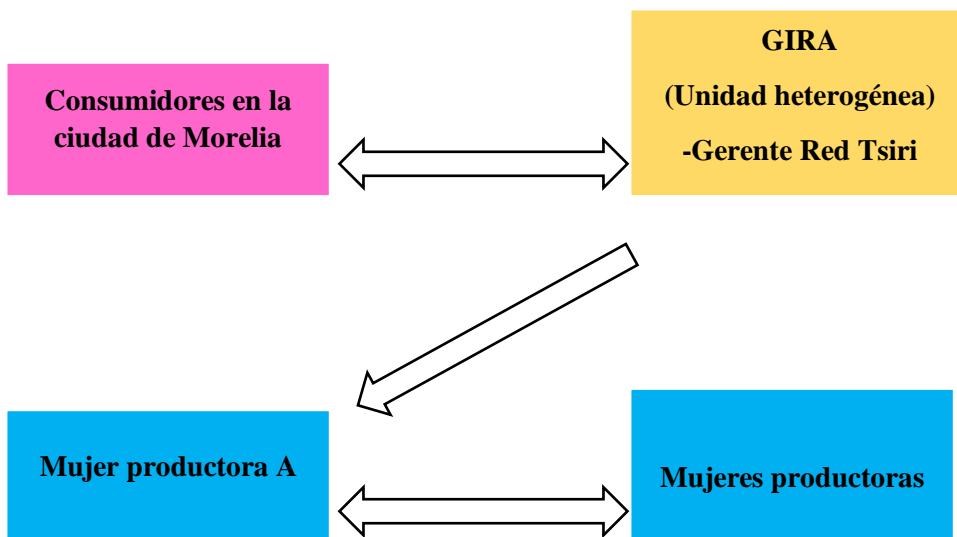 Consumidores en la
ciudad de Morelia
GIRA
(Unidad heterogénea)
-Gerente Red Tsiri
Mujer productora A
Mujeres productoras